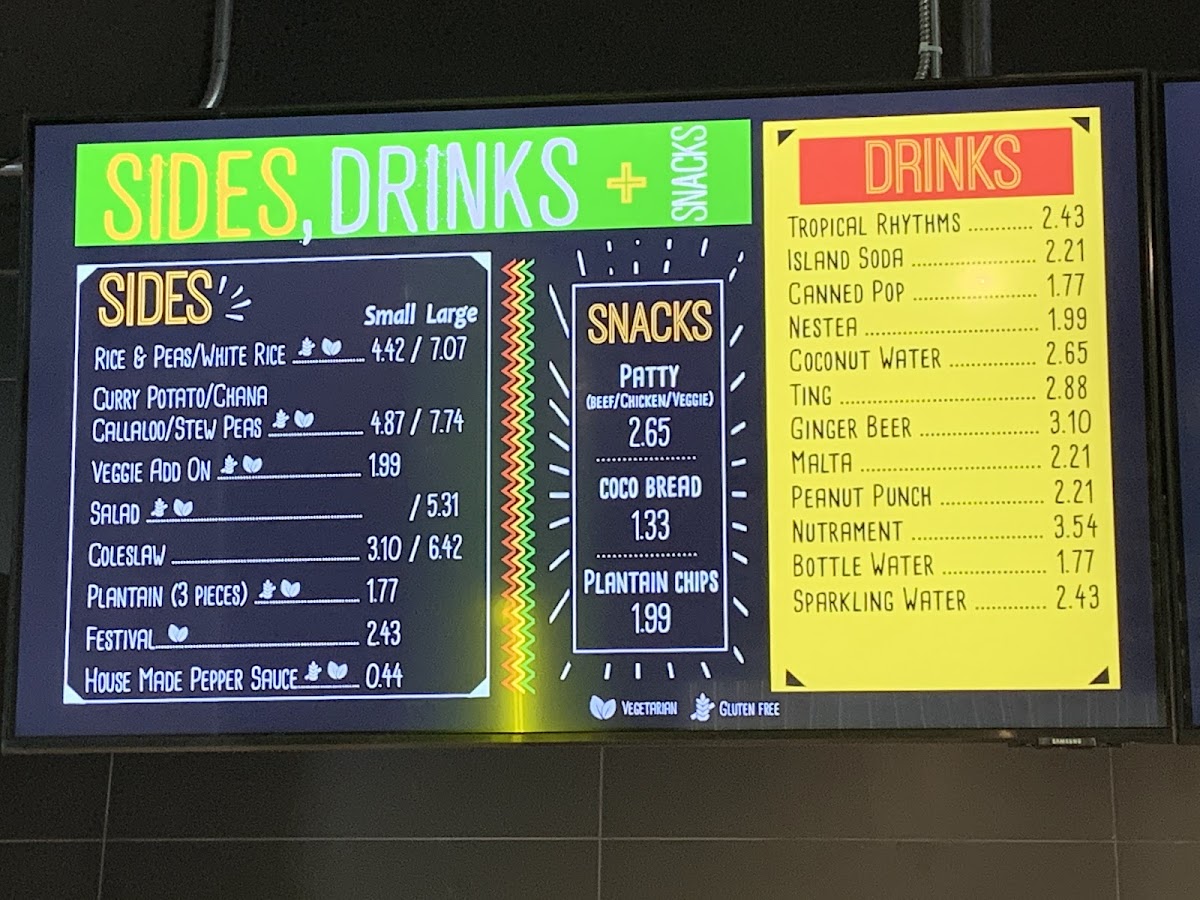 SIDES, DRINKS + SNACKS
SIDES
Small Large
RICE & PEAS/WHITE RICE ........ 4.42 / 7.07
CURRY POTATO/CHANA
CALLALOO/STEW PEAS ........ 4.87 / 7.74
VEGGIE ADD ON ........ 1.99
SALAD ........ / 5.31
COLESLAW ........ 3.10 / 6.42
PLANTAIN (3 PIECES) ........ 1.77
FESTIVAL ........ 2.43
HOUSE MADE PEPPER SAUCE ........ 0.44
SNACKS
PATTY
(BEEF/CHICKEN/VEGGIE)
2.65
COCO BREAD
1.33
PLANTAIN CHIPS
1.99
VEGETARIAN GLUTEN FREE
DRINKS
TROPICAL RHYTHMS ........ 2.43
ISLAND SODA ........ 2.21
CANNED POP ........ 1.77
NESTEA ........ 1.99
COCONUT WATER ........ 2.65
TING ........ 2.88
GINGER BEER ........ 3.10
MALTA ........ 2.21
PEANUT PUNCH ........ 2.21
NUTRAMENT ........ 3.54
BOTTLE WATER ........ 1.77
SPARKLING WATER ........ 2.43
SAMSUNG